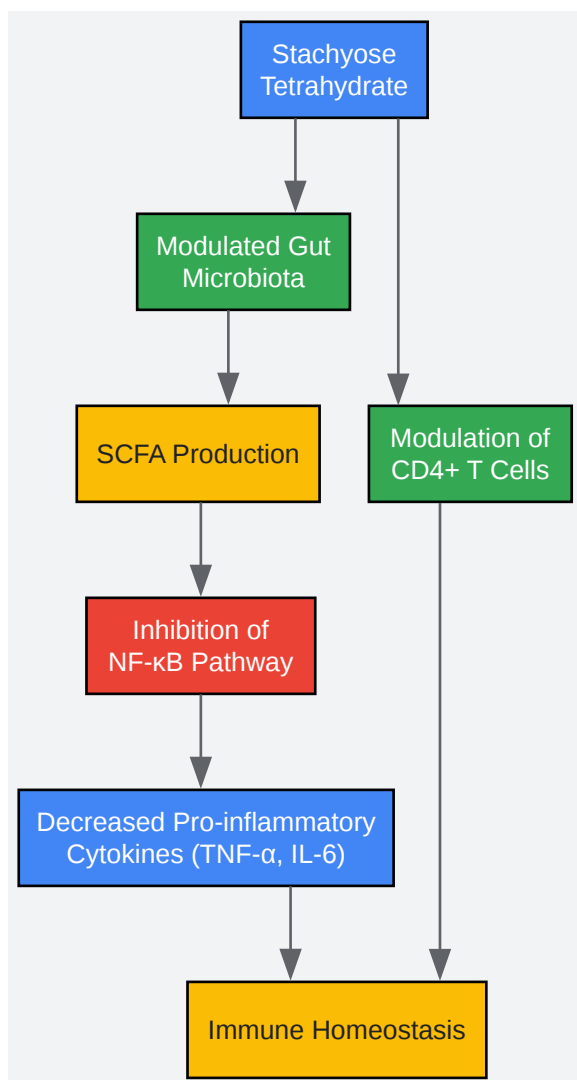 Stachyose
Tetrahydrate
Modulated Gut
Microbiota
SCFA Production
Modulation of
CD4+ T Cells
Inhibition of
NF-κB Pathway
Decreased Pro-inflammatory
Cytokines (TNF-α, IL-6)
Immune Homeostasis